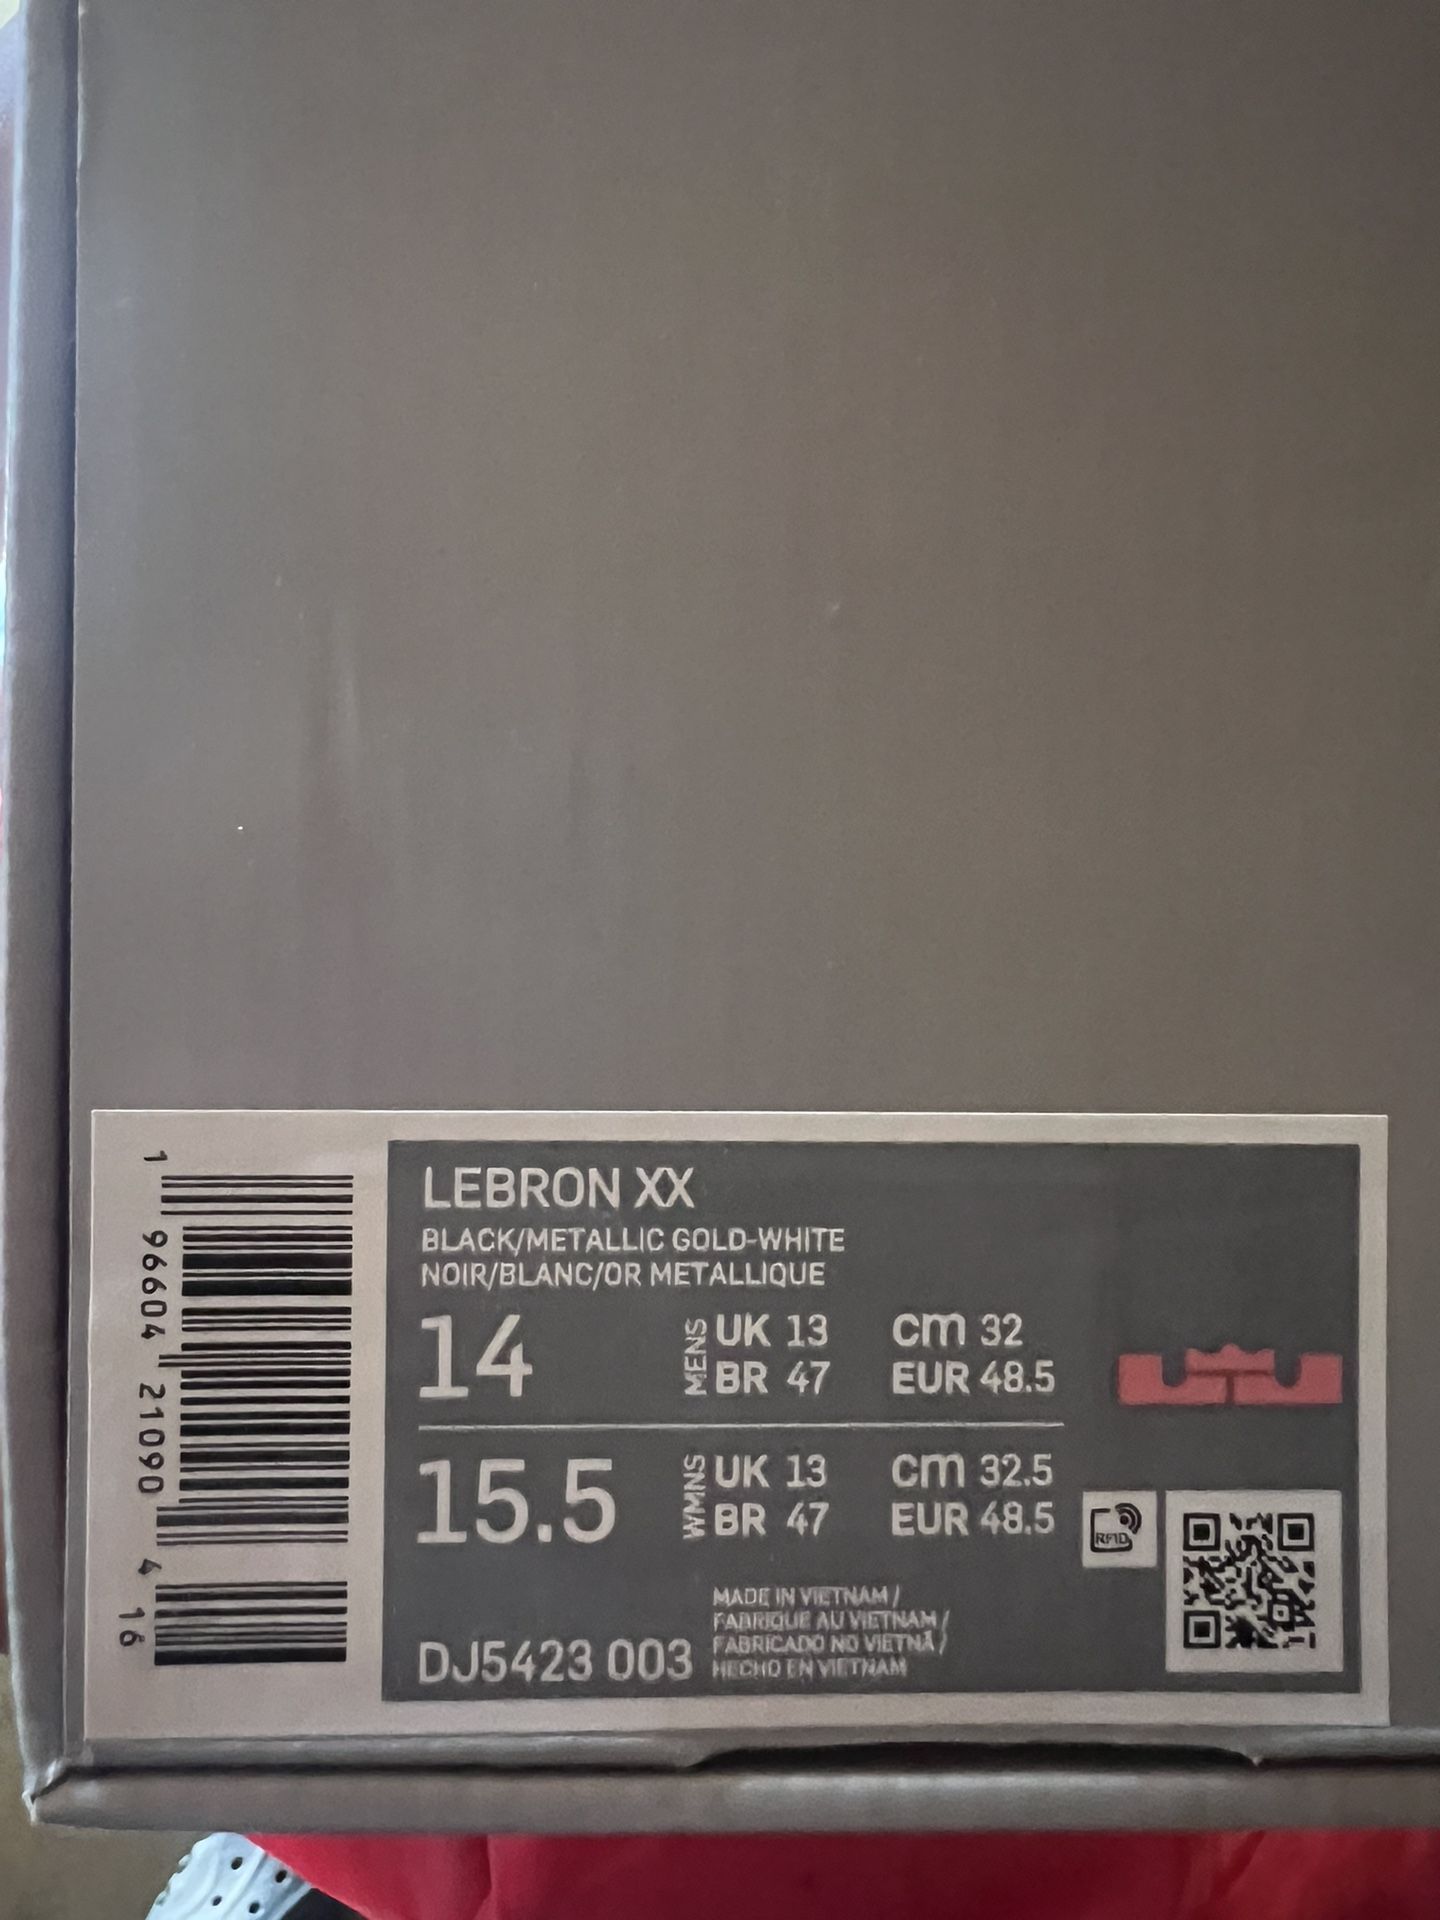 LEBRON XX
BLACK/METALLIC GOLD-WHITE
NOIR/BLANC/OR METALLIQUE
14 MENS UK 13 cm 32
BR 47 EUR 48.5
15.5 WMNS UK 13 cm 32.5
BR 47 EUR 48.5
RFID
MADE IN VIETNAM /
FABRIQUE AU VIETNAM /
FABRICADO NO VIETNÃ /
HECHO EN VIETNAM
DJ5423 003
1 96604 21090 4 16